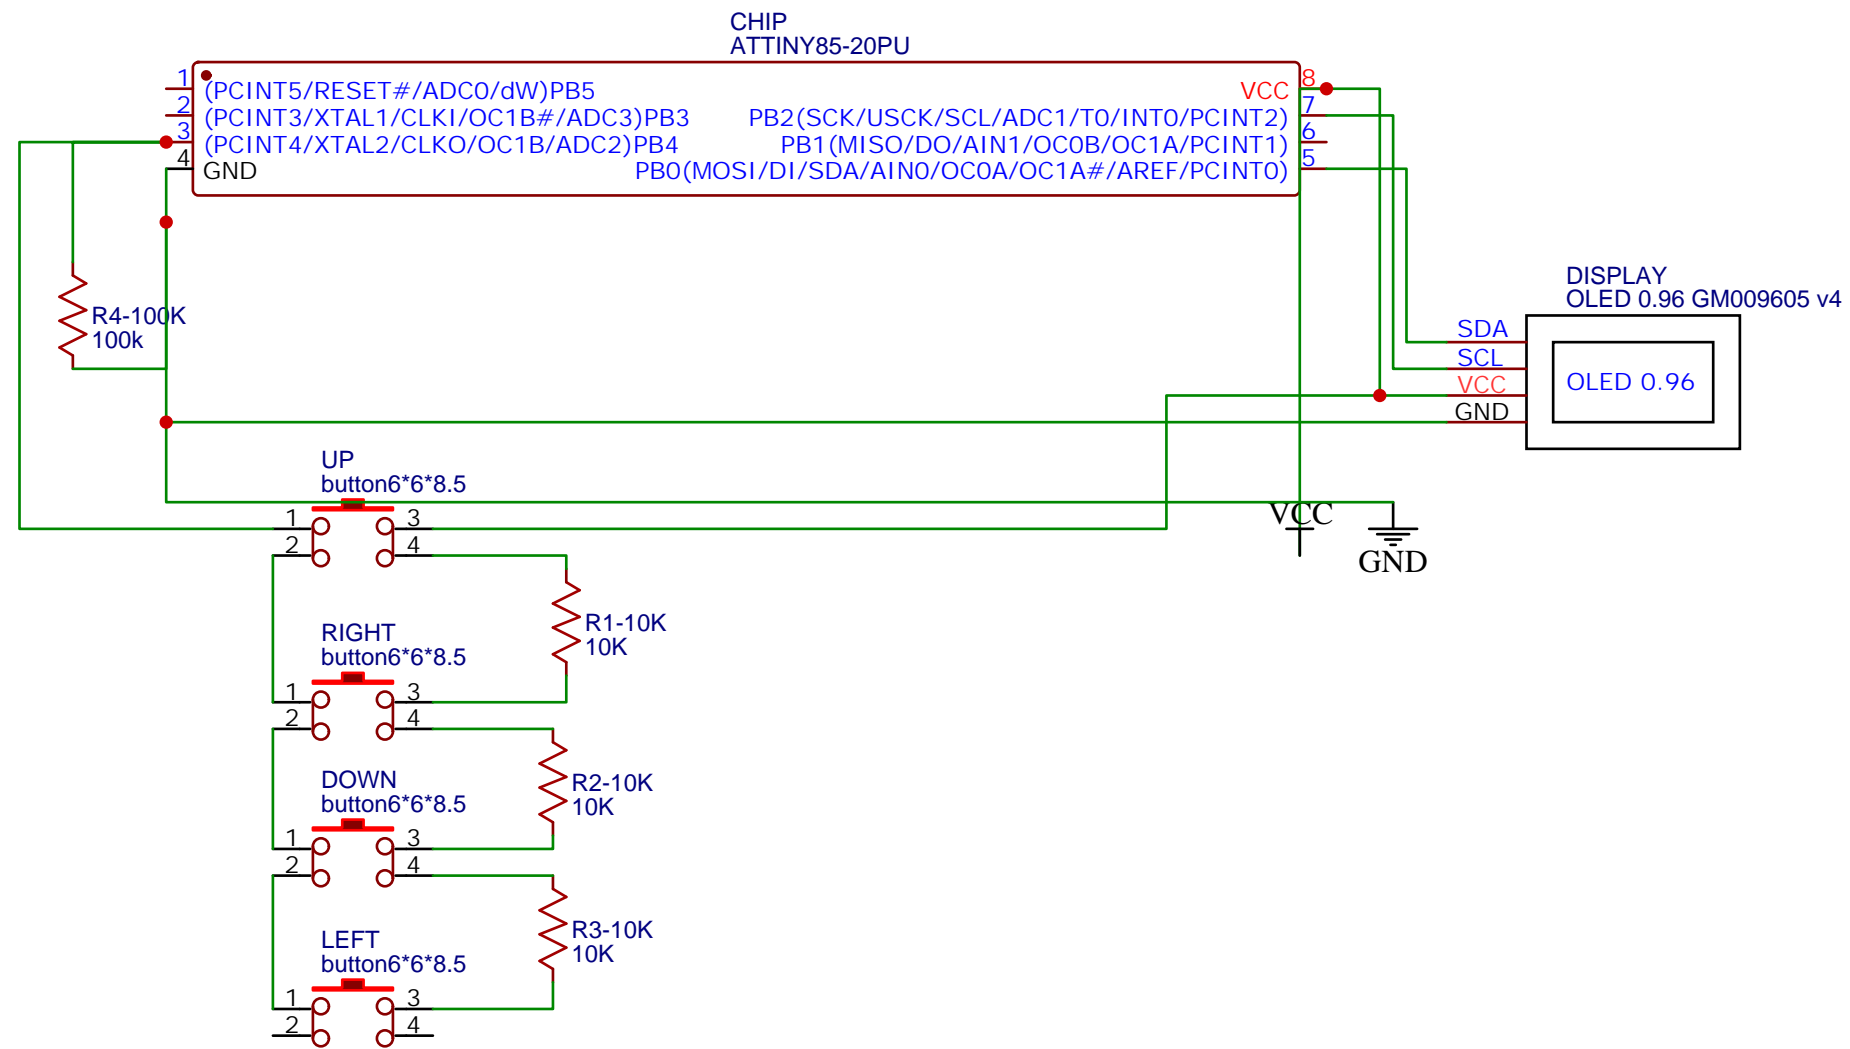 CHIP
ATTINY85-20PU
1
(PCINT5/RESET#/ADC0/dW)PB5
2
(PCINT3/XTAL1/CLKI/OC1B#/ADC3)PB3
3
(PCINT4/XTAL2/CLKO/OC1B/ADC2)PB4
4
GND
8
VCC
7
PB2(SCK/USCK/SCL/ADC1/T0/INT0/PCINT2)
6
PB1(MISO/DO/AIN1/OC0B/OC1A/PCINT1)
5
PB0(MOSI/DI/SDA/AIN0/OC0A/OC1A#/AREF/PCINT0)
R4-100K
100k
DISPLAY
OLED 0.96 GM009605 v4
SDA
SCL
VCC
GND
OLED 0.96
UP
button6*6*8.5
1
2
3
4
VCC
GND
R1-10K
10K
RIGHT
button6*6*8.5
1
2
3
4
R2-10K
10K
DOWN
button6*6*8.5
1
2
3
4
R3-10K
10K
LEFT
button6*6*8.5
1
2
3
4